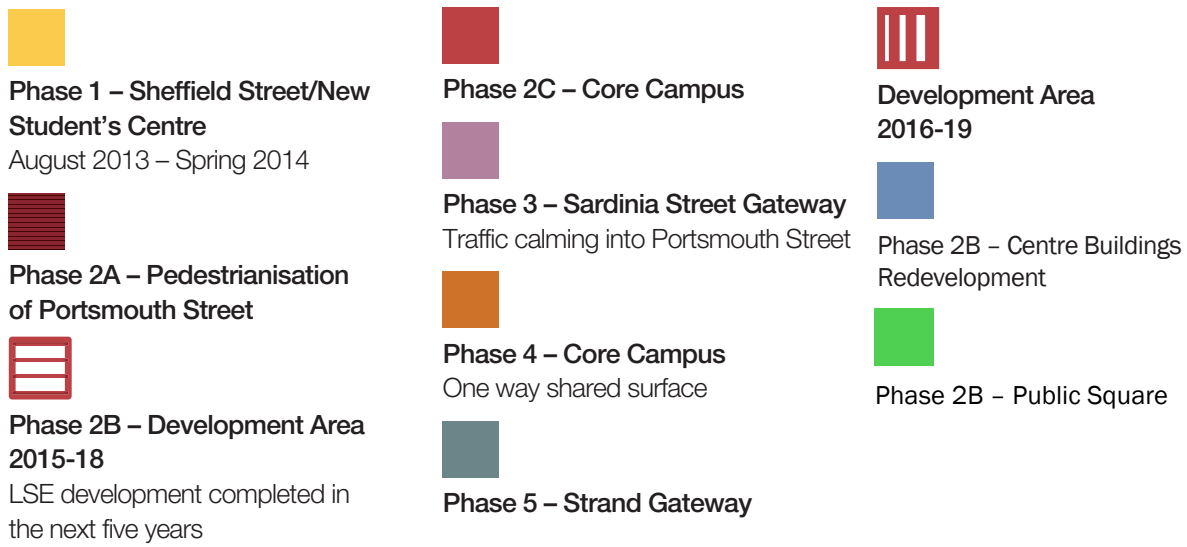 Phase 1 – Sheffield Street/New
Student’s Centre
August 2013 – Spring 2014
Phase 2A – Pedestrianisation
of Portsmouth Street
Phase 2B – Development Area
2015-18
LSE development completed in
the next five years
Phase 2C – Core Campus
Phase 3 – Sardinia Street Gateway
Traffic calming into Portsmouth Street
Phase 4 – Core Campus
One way shared surface
Phase 5 – Strand Gateway
Development Area
2016-19
Phase 2B – Centre Buildings
Redevelopment
Phase 2B – Public Square